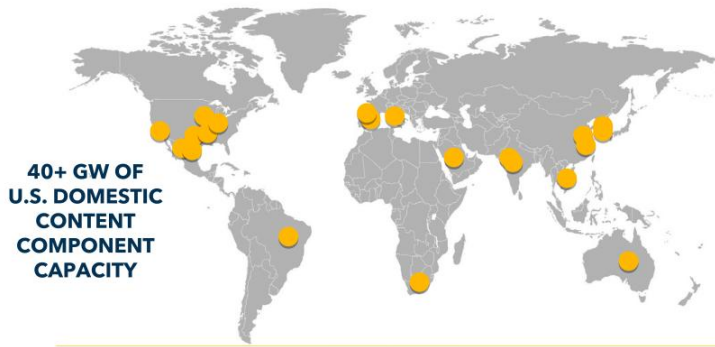 40+ GW OF
U.S. DOMESTIC
CONTENT
COMPONENT
CAPACITY